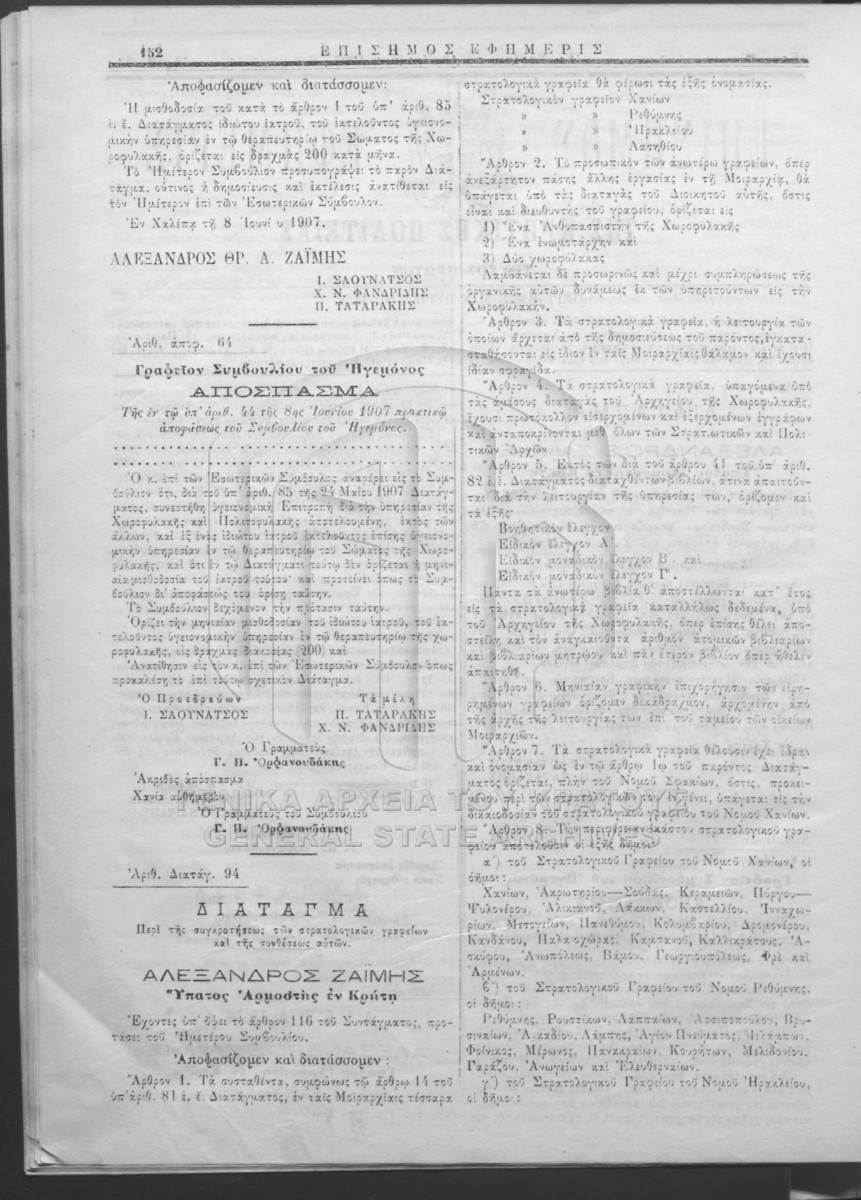 152
ΕΠΙΣΗΜΟΣ ΕΦΗΜΕΡΙΣ
Ἀποφασίζομεν καὶ διατάσσομεν:
Ἡ μισθοδοσία τοῦ κατὰ τὸ ἄρθρον 1 τοῦ ὑπ' ἀριθ. 85
ἐ. ἔ. Διατάγματος ἰδιώτου ἰατροῦ, τοῦ ἐκτελοῦντος ὑγειονο-
μικὴν ὑπηρεσίαν ἐν τῷ θεραπευτηρίῳ τοῦ Σώματος τῆς Χω-
ροφυλακῆς, ὁρίζεται εἰς δραχμὰς 200 κατὰ μῆνα.
Τὸ Ἡμέτερον Συμβούλιον προσυπογράψει τὸ παρὸν Διά-
ταγμα, οὗτινος ἡ δημοσίευσις καὶ ἐκτέλεσις ἀνατίθεται εἰς
τὸν Ἡμέτερον ἐπὶ τῶν Ἐσωτερικῶν Σύμβουλον.
Ἐν Χαλέπᾳ τῇ 8 Ἰουνί υ 1907.
ΑΛΕΞΑΝΔΡΟΣ ΘΡ. Α. ΖΑΪΜΗΣ
Ι. ΣΑΟΥΝΑΤΣΟΣ
Χ. Ν. ΦΑΝΔΡΙΔΗΣ
Π. ΤΑΤΑΡΑΚΗΣ
Ἀριθ. ἀποφ. 64
Γραφεῖον Συμβουλίου τοῦ Ἡγεμόνος
ΑΠΟΣΠΑΣΜΑ
Τῆς ἐν τῷ ὑπ' ἀριθ. 44 τῆς 8ης Ἰουνίου 1907 πρακτικῷ
ἀποφάσεως τοῦ Συμβουλίου τοῦ Ἡγεμόνος.
Ὁ κ. ἐπὶ τῶν Ἐσωτερικῶν Σύμβουλος ἀναφέρει εἰς τὸ Συμ-
βούλιον ὅτι, διὰ τοῦ ὑπ' ἀριθ. 85 τῆς 24 Μαΐου 1907 Διατάγ-
ματος, συνεστήθη ὑγειονομικὴ Ἐπιτροπὴ διὰ τὴν ὑπηρεσίαν τῆς
Χωροφυλακῆς καὶ Πολιτοφυλακῆς ἀποτελουμένη, ἐκτὸς τῶν
ἄλλων, καὶ ἐξ ἑνὸς ἰδιώτου ἰατροῦ ἐκτελοῦντος ἐπίσης ὑγειονο-
μικὴν ὑπηρεσίαν ἐν τῷ θεραπευτηρίῳ τοῦ Σώματος τῆς Χωρο-
φυλακῆς, καὶ ὅτι ἐν τῷ Διατάγματι τούτῳ δὲν ὁρίζεται ἡ μηνι-
αία μισθοδοσία τοῦ ἰατροῦ τούτου· καὶ προτείνει ὅπως τὸ Συμ-
βούλιον δι' ἀποφάσεώς του ὁρίσῃ ταύτην.
Τὸ Συμβούλιον δεχόμενον τὴν πρότασιν ταύτην.
Ὁρίζει τὴν μηνιαίαν μισθοδοσίαν τοῦ ἰδιώτου ἰατροῦ, τοῦ ἐκ-
τελοῦντος ὑγειονομικὴν ὑπηρεσίαν ἐν τῷ θεραπευτηρίῳ τῆς χω-
ροφυλακῆς, εἰς δραχμὰς διακοσίας (200) καὶ
Ἀνατίθησιν εἰς τὸν κ. ἐπὶ τῶν Ἐσωτερικῶν Σύμβουλον ὅπως
προκαλέσῃ τὸ ἐπὶ τούτῳ σχετικὸν Διάταγμα.
Ὁ Προεδρεύων
Τὰ μέλη
Ι. ΣΑΟΥΝΑΤΣΟΣ
Π. ΤΑΤΑΡΑΚΗΣ
Χ. Ν. ΦΑΝΔΡΙΔΗΣ
Ὁ Γραμματεὺς
Γ. Π. Ὀρφανουδάκης
Ἀκριβὲς ἀπόσπασμα
Χανία αὐθημερόν
Ὁ Γραμματεὺς τοῦ Συμβουλίου
Γ. Π. Ὀρφανουδάκης
Ἀριθ. Διατάγ. 94
ΔΙΑΤΑΓΜΑ
Περὶ τῆς συγκροτήσεως τῶν στρατολογικῶν γραφείων
καὶ τῆς συνθέσεως αὐτῶν.
ΑΛΕΞΑΝΔΡΟΣ ΖΑΪΜΗΣ
Ὕπατος Ἁρμοστὴς ἐν Κρήτῃ
Ἔχοντες ὑπ' ὄψει τὸ ἄρθρον 116 τοῦ Συντάγματος, προ-
τάσει τοῦ Ἡμετέρου Συμβουλίου.
Ἀποφασίζομεν καὶ διατάσσομεν :
Ἄρθρον 1. Τὰ συσταθέντα, συμφώνως τῷ ἄρθρῳ 14 τοῦ
ὑπ' ἀριθ. 81 ἐ. ἔ. Διατάγματος, ἐν ταῖς Μοιραρχίαις τέσσαρα
στρατολογικὰ γραφεῖα θὰ φέρωσι τὰς ἑξῆς ὀνομασίας.
Στρατολογικὸν γραφεῖον Χανίων
» » Ρεθύμνης
» » Ἡρακλείου
» » Λασηθίου
Ἄρθρον 2. Τὸ προσωπικὸν τῶν ἀνωτέρω γραφείων, ὅπερ
ἀνεξάρτητον πάσης ἄλλης ἐργασίας ἐν τῇ Μοιραρχίᾳ, θὰ
ὑπάγεται ὑπὸ τὰς διαταγὰς τοῦ Διοικητοῦ αὐτῆς, ὅστις
εἶναι καὶ διευθυντὴς τοῦ γραφείου, ὁρίζεται εἰς
1) Ἕνα Ἀνθυπασπιστὴν τῆς Χωροφυλακῆς
2) Ἕνα ἐνωμοτάρχην καὶ
3) Δύο χωροφύλακας
Λαμβάνεται δὲ προσωρινῶς καὶ μέχρι συμπληρώσεως τῆς
ὀργανικῆς αὐτῶν δυνάμεως ἐκ τῶν ὑπηρετούντων εἰς τὴν
Χωροφυλακήν.
Ἄρθρον 3. Τὰ στρατολογικὰ γραφεῖα, ἡ λειτουργία τῶν
ὁποίων ἄρχεται ἀπὸ τῆς δημοσιεύσεως τοῦ παρόντος, ἐγκατα-
σταθήσονται εἰς ἴδιον ἐν ταῖς Μοιραρχίαις θάλαμον καὶ ἔχουσι
ἰδίαν σφραγῖδα.
Ἄρθρον 4. Τὰ στρατολογικὰ γραφεῖα, ὑπαγόμενα ὑπὸ
τὰς ἀμέσους διαταγὰς τοῦ Ἀρχηγείου τῆς Χωροφυλακῆς,
ἔχουσι πρωτόκολλον εἰσερχομένων καὶ ἐξερχομένων ἐγγράφων
καὶ ἀνταποκρίνονται μεθ' ὅλων τῶν Στρατιωτικῶν καὶ Πολι-
τικῶν Ἀρχῶν.
Ἄρθρον 5. Ἐκτὸς τῶν διὰ τοῦ ἄρθρου 41 τοῦ ὑπ' ἀριθ.
82 ἐ. ἔ. Διατάγματος διαταχθέντων βιβλίων, ἅτινα ἀπαιτοῦν-
ται διὰ τὴν λειτουργίαν τῆς ὑπηρεσίας των, ὁρίζομεν καὶ
τὰ ἑξῆς·
Βοηθητικὸν ἔλεγχον
Εἰδικὸν ἔλεγχον Α΄
Εἰδικὸν μοναδικὸν ἔλεγχον Β΄. καὶ
Εἰδικὸν μοναδικὸν ἔλεγχον Γ΄.
Πάντα τὰ ἀνωτέρω βιβλία θ' ἀποστέλλωνται κατ' ἔτος
εἰς τὰ στρατολογικὰ γραφεῖα καταλλήλως δεδεμένα, ὑπὸ
τοῦ Ἀρχηγείου τῆς Χωροφυλακῆς, ὅπερ ἐπίσης θέλει ἀπο-
στείλῃ καὶ τὸν ἀναγκαιοῦντα ἀριθμὸν ἀτομικῶν βιβλιαρίων
καὶ βιβλιαρίων μητρώου καὶ πᾶν ἕτερον βιβλίον ὅπερ ἤθελεν
ἀπαιτηθῇ.
Ἄρθρον 6. Μηνιαίαν γραφικὴν ἐπιχορήγησιν τῶν εἰρη-
μένων γραφείων ὁρίζομεν δεκάδραχμον, ἀρχομένην ἀπὸ
τῆς ἀρχῆς τῆς λειτουργίας των ἐπὶ τοῦ ταμείου τῶν οἰκείων
Μοιραρχιῶν.
Ἄρθρον 7. Τὰ στρατολογικὰ γραφεῖα θέλουσιν ἔχει ἕδραν
καὶ ὀνομασίαν ὡς ἐν τῷ ἄρθρῳ 1ῳ τοῦ παρόντος Διατάγ-
ματος ὁρίζεται, πλὴν τοῦ Νομοῦ Σφακίων, ὅστις, προκει-
μένου περὶ τῶν στρατολογικῶν του ἐν γένει, ὑπάγεται εἰς τὴν
δικαιοδοσίαν τοῦ στρατολογικοῦ γραφείου τοῦ Νομοῦ Χανίων.
Ἄρθρον 8. Τὴν περιφέρειαν ἑκάστου στρατολογικοῦ γρα-
φείου ἀποτελοῦσιν οἱ ἑξῆς δῆμοι·
α΄) τοῦ Στρατολογικοῦ Γραφείου τοῦ Νομοῦ Χανίων, οἱ
δῆμοι:
Χανίων, Ἀκρωτηρίου—Σούδας, Κεραμειῶν, Πύργου—
Ψυλονέρου, Ἀλικιανοῦ, Λάκκων, Καστελλίου, Ἰνναχω-
ρίων, Μεσογείων, Πανεθύμου, Κολυμβαρίου, Δρομονέρου,
Κανδάνου, Παλαιοχώρας, Καμπανοῦ, Καλλικράτους, Ἀ-
σκύφου, Ἀνωπόλεως, Βάμου, Γεωργιουπόλεως, Φρὲ καὶ
Ἀρμένων.
β΄) τοῦ Στρατολογικοῦ Γραφείου τοῦ Νομοῦ Ρεθύμνης,
οἱ δῆμοι:
Ρεθύμνης, Ρουστίκων, Λαππαίων, Ἀτσιποπούλου, Βρυ-
σιναίων, Ἀρκαδίου, Λάμπης, Ἁγίου Πνεύματος, Μελάμπων,
Φοίνικος, Μέρωνος, Πανακραίων, Κουρήτων, Μελιδονίου,
Γαράζου, Ἀνωγείων καὶ Ἐλευθερναίων.
γ΄) τοῦ Στρατολογικοῦ Γραφείου τοῦ Νομοῦ Ἡρακλείου,
οἱ δῆμοι:
ΓΕΝΙΚΑ ΑΡΧΕΙΑ ΤΟΥ ΚΡΑΤΟΥΣ
GENERAL STATE ARCHIVES